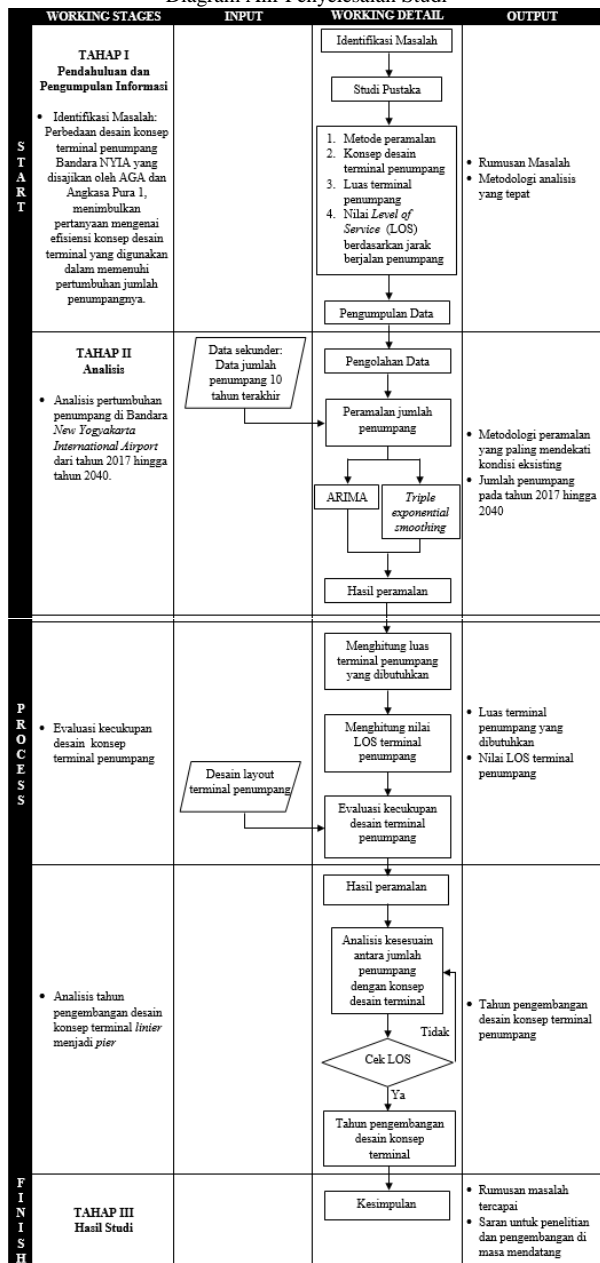 Diagram Alir Penyelesaian Studi
WORKING STAGES
INPUT
WORKING DETAIL
OUTPUT
START
TAHAP I
Pendahuluan dan
Pengumpulan Informasi
• Identifikasi Masalah:
Perbedaan desain konsep
terminal penumpang
Bandara NYIA yang
disajikan oleh AGA dan
Angkasa Pura 1,
menimbulkan
pertanyaan mengenai
efisiensi konsep desain
terminal yang digunakan
dalam memenuhi
pertumbuhan jumlah
penumpangnya.
Identifikasi Masalah
Studi Pustaka
1. Metode peramalan
2. Konsep desain
terminal penumpang
3. Luas terminal
penumpang
4. Nilai Level of
Service (LOS)
berdasarkan jarak
berjalan penumpang
Pengumpulan Data
• Rumusan Masalah
• Metodologi analisis
yang tepat
TAHAP II
Analisis
• Analisis pertumbuhan
penumpang di Bandara
New Yogyakarta
International Airport
dari tahun 2017 hingga
tahun 2040.
Data sekunder:
Data jumlah
penumpang 10
tahun terakhir
Pengolahan Data
Peramalan jumlah
penumpang
ARIMA
Triple
exponential
smoothing
Hasil peramalan
• Metodologi peramalan
yang paling mendekati
kondisi eksisting
• Jumlah penumpang
pada tahun 2017 hingga
2040
PROCESS
• Evaluasi kecukupan
desain konsep
terminal penumpang
Desain layout
terminal penumpang
Menghitung luas
terminal penumpang
yang dibutuhkan
Menghitung nilai
LOS terminal
penumpang
Evaluasi kecukupan
desain terminal
penumpang
• Luas terminal
penumpang yang
dibutuhkan
• Nilai LOS terminal
penumpang
• Analisis tahun
pengembangan desain
konsep terminal linier
menjadi pier
Hasil peramalan
Analisis kesesuain
antara jumlah
penumpang
dengan konsep
desain terminal
Tidak
Cek LOS
Ya
Tahun pengembangan
desain konsep
terminal
• Tahun pengembangan
desain konsep terminal
penumpang
FINISH
TAHAP III
Hasil Studi
Kesimpulan
• Rumusan masalah
tercapai
• Saran untuk penelitian
dan pengembangan di
masa mendatang